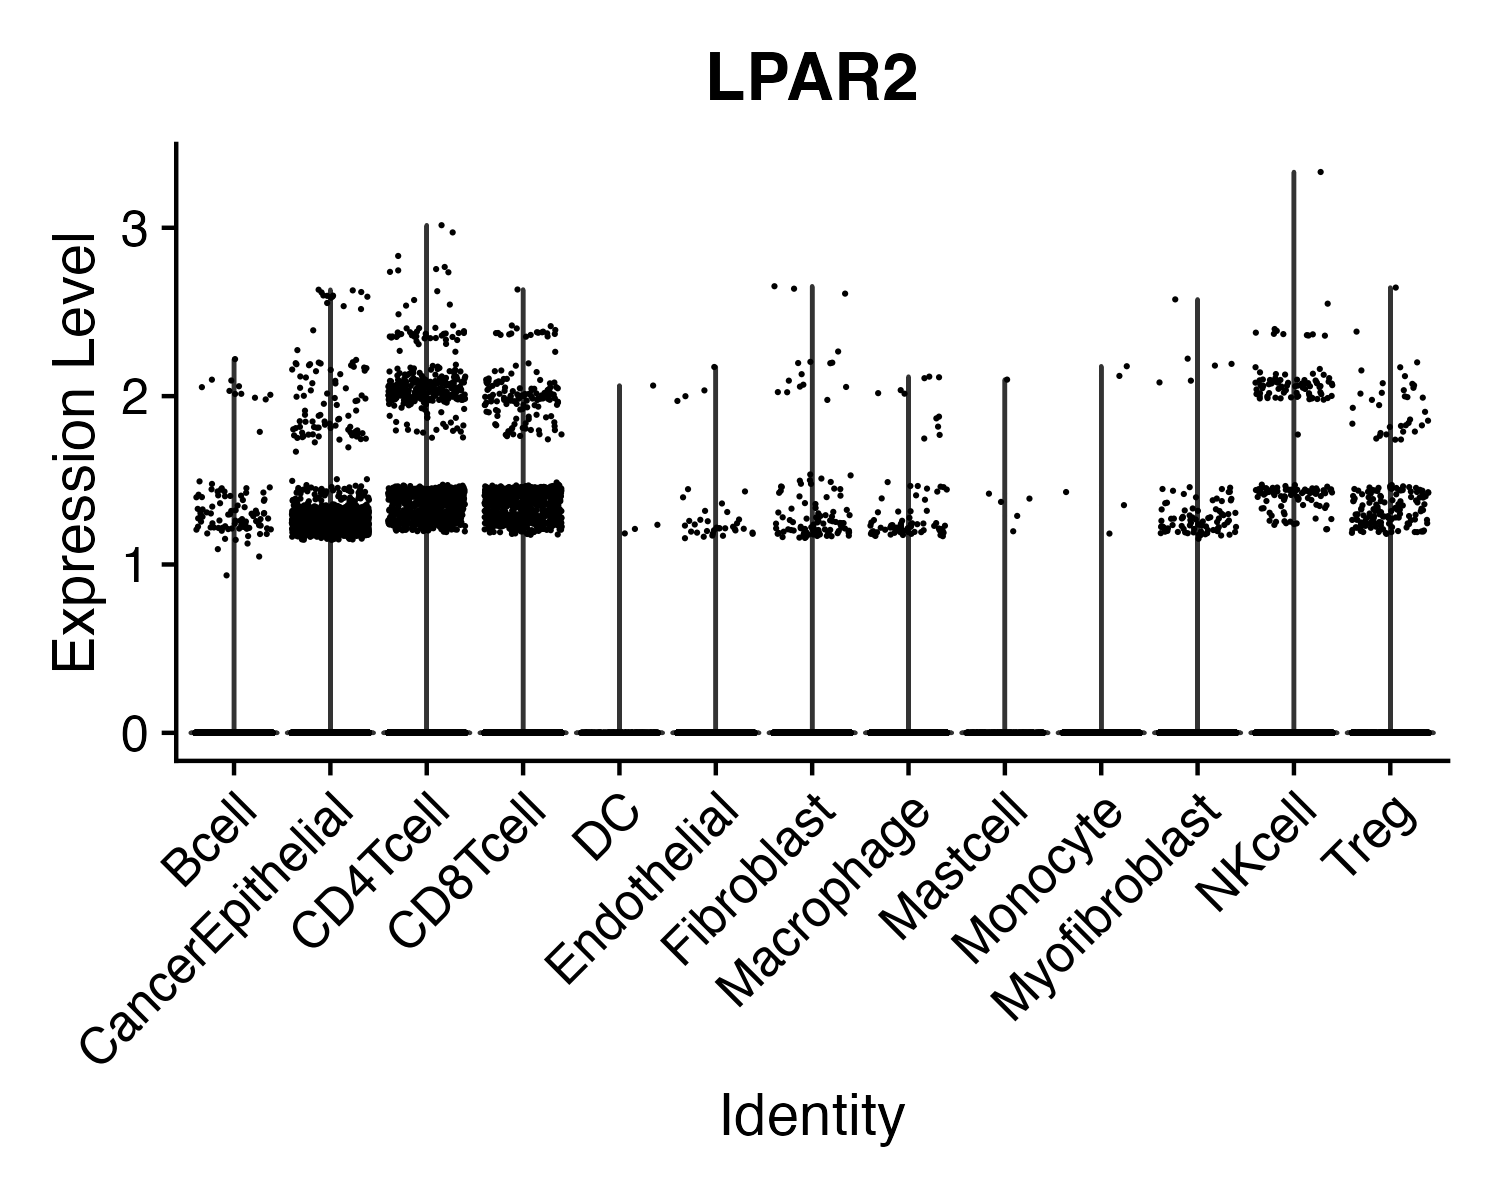 LPAR2
Expression Level
3
2
1
0
Bcell
CancerEpithelial
CD4Tcell
CD8Tcell
DC
Endothelial
Fibroblast
Macrophage
Mastcell
Monocyte
Myofibroblast
NKcell
Treg
Identity